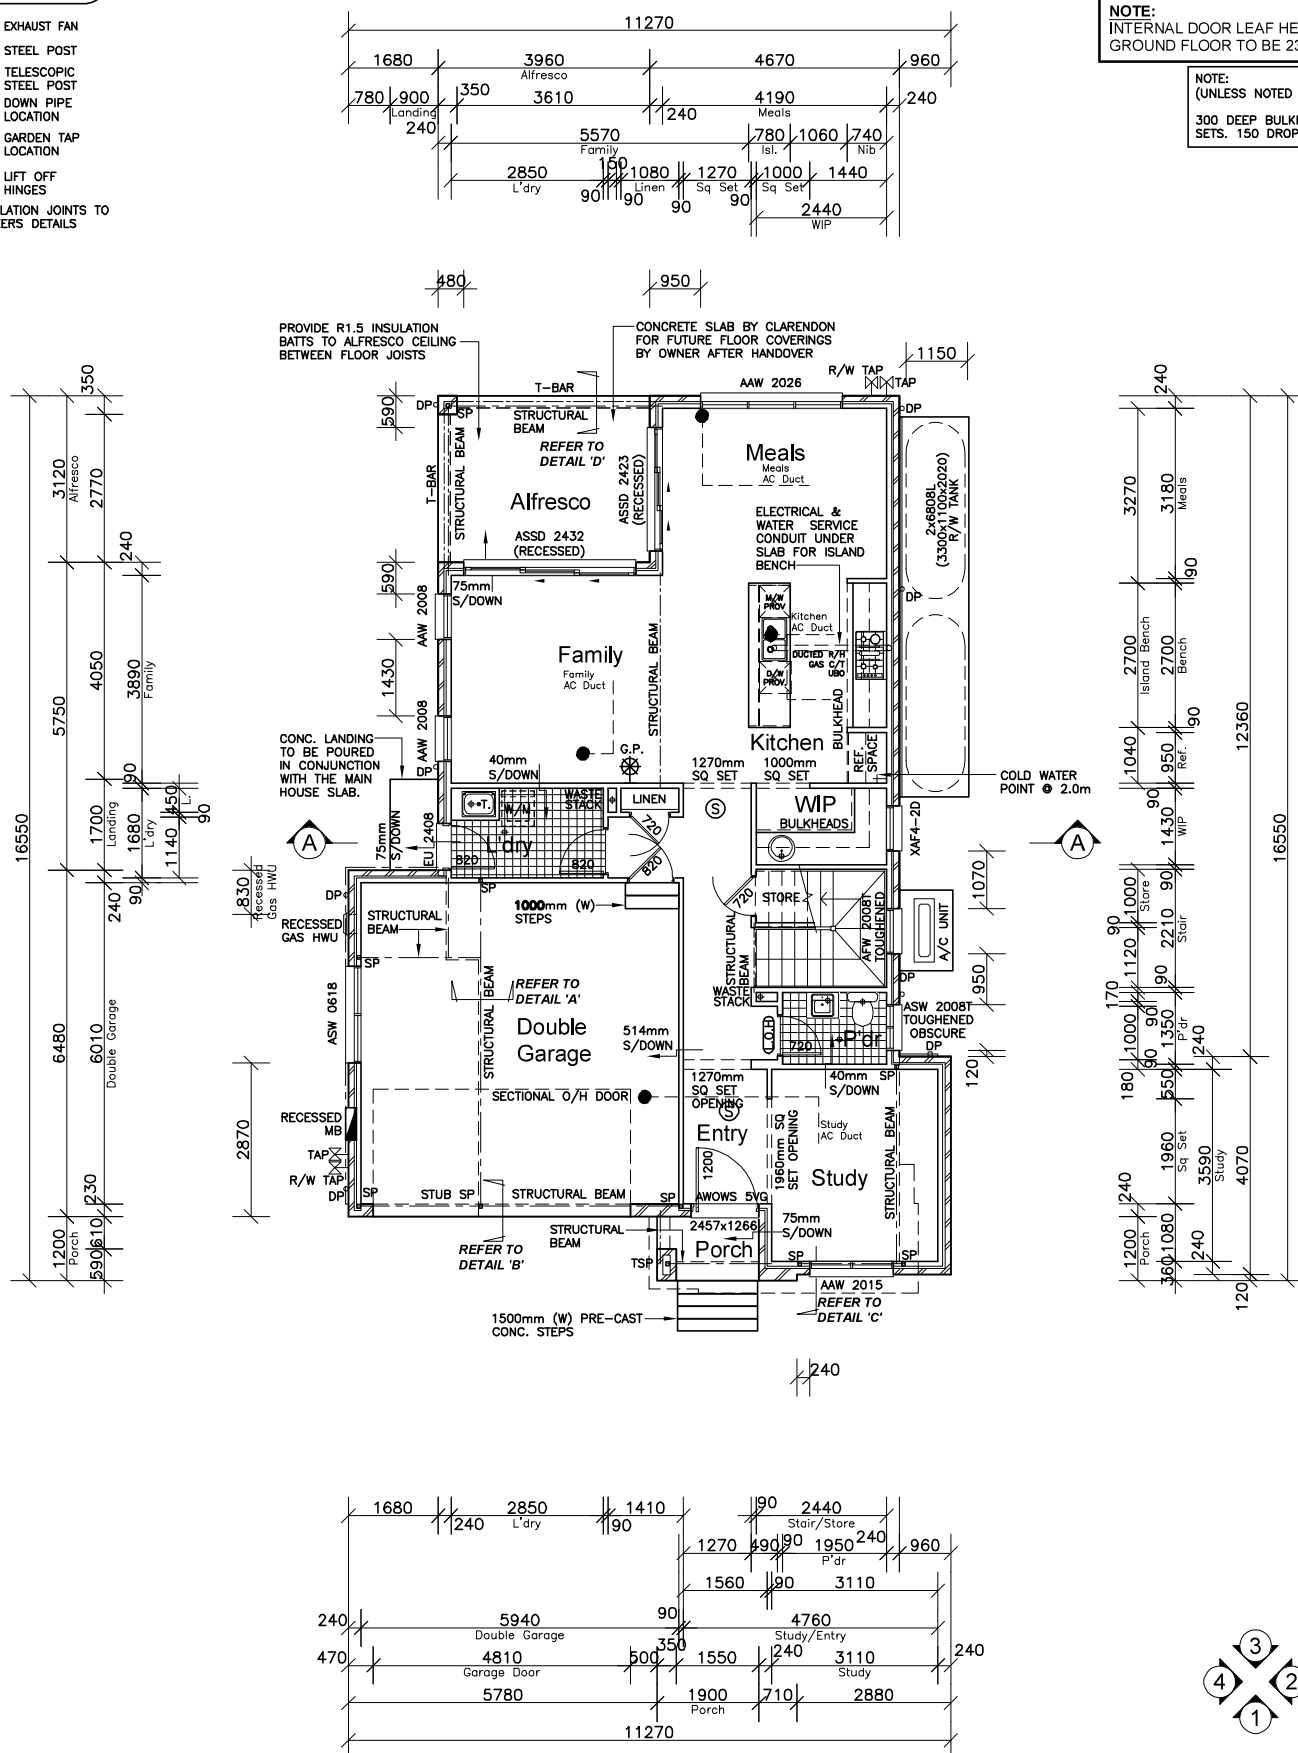 EXHAUST FAN
STEEL POST
TELESCOPIC
STEEL POST
DOWN PIPE
LOCATION
GARDEN TAP
LOCATION
LIFT OFF
HINGES
LATION JOINTS TO
ERS DETAILS
NOTE:
INTERNAL DOOR LEAF HE
GROUND FLOOR TO BE 23
NOTE:
(UNLESS NOTED
300 DEEP BULK
SETS. 150 DROP
11270
1680 3960 4670 960
Alfresco
780 900 350 3610 4190 240
Landing 240 Meals
240 5570 780 1060 740
Family Isl. Nib
150
2850 1080 1270 1000 1440
L'dry Linen Sq Set Sq Set
90 90 90 90
2440
WIP
480 950
PROVIDE R1.5 INSULATION
BATTS TO ALFRESCO CEILING
BETWEEN FLOOR JOISTS
CONCRETE SLAB BY CLARENDON
FOR FUTURE FLOOR COVERINGS
BY OWNER AFTER HANDOVER
1150
R/W TAP
TAP
T-BAR
AAW 2026
DP
SP
STRUCTURAL
BEAM
DP
REFER TO
DETAIL 'D'
T-BAR
STRUCTURAL BEAM
Alfresco
ASSD 2423
(RECESSED)
ASSD 2432
(RECESSED)
Meals
Meals
AC Duct
ELECTRICAL &
WATER SERVICE
CONDUIT UNDER
SLAB FOR ISLAND
BENCH
2x6808L
(3300x1100x2020)
R/W TANK
75mm
S/DOWN
AAW 2008
AAW 2008
Family
Family
AC Duct
STRUCTURAL BEAM
M/W
PROV
Kitchen
AC Duct
DUCTED R/H
GAS C/T
UBO
D/W
PROV.
DP
BULKHEAD
Kitchen
REF.
SPACE
CONC. LANDING
TO BE POURED
IN CONJUNCTION
WITH THE MAIN
HOUSE SLAB.
DP
40mm
S/DOWN
G.P.
1270mm
SQ SET
1000mm
SQ SET
COLD WATER
POINT @ 2.0m
WASTE
STACK
LINEN
T.
W/M
L'dry
S
WIP
BULKHEADS
XAF4-2D
A
A
75mm
S/DOWN
EU 2408
820
820
720
820
720
STORE
AFW 2008T
TOUGHENED
A/C UNIT
DP
RECESSED
GAS HWU
STRUCTURAL
BEAM
SP
SP
1000mm (W)
STEPS
STRUCTURAL
BEAM
DP
REFER TO
DETAIL 'A'
STRUCTURAL BEAM
WASTE
STACK
ASW 0618
Double
Garage
514mm
S/DOWN
L.O.H
720
P'dr
ASW 2008T
TOUGHENED
OBSCURE
DP
SP
SECTIONAL O/H DOOR
1270mm
SQ SET
OPENING
S
40mm
S/DOWN
RECESSED
MB
TAP
R/W TAP
DP
Entry
1200
1960mm SQ
SET OPENING
Study
AC Duct
Study
STRUCTURAL BEAM
SP
STUB SP
STRUCTURAL BEAM
SP
AWOWS 5VG
2457x1266
75mm
S/DOWN
REFER TO
DETAIL 'B'
STRUCTURAL
BEAM
TSP
Porch
SP
SP
AAW 2015
1500mm (W) PRE-CAST
CONC. STEPS
REFER TO
DETAIL 'C'
240
16550
350
3120
Alfresco
2770
240
5750
4050
3890
Family
90
1700
Landing
1680
L'dry
450
L.
1140
90
90
240
6480
6010
Double Garage
230
1200
Porch
610
590
590
590
1430
830
Recessed
Gas HWU
2870
240
3270
3180
Meals
90
2700
Island Bench
2700
Bench
90
1040
950
Ref.
90
1430
WIP
90
1000
Store
90
2210
Stair
1120
90
170
90
1000
1350
P'dr
90
240
180
550
1960
Sq Set
3590
Study
4070
240
1200
Porch
1080
360
240
120
12360
16550
1070
950
120
1680 2850 1410 90 2440
240 L'dry 90 Stair/Store
1270 490 90 1950 240 960
P'dr
1560 90 3110
240 5940 90 4760
Double Garage Study/Entry
350
470 4810 500 1550 240 3110 240
Garage Door Study
5780 1900 710 2880
Porch
11270
3
4
2
1